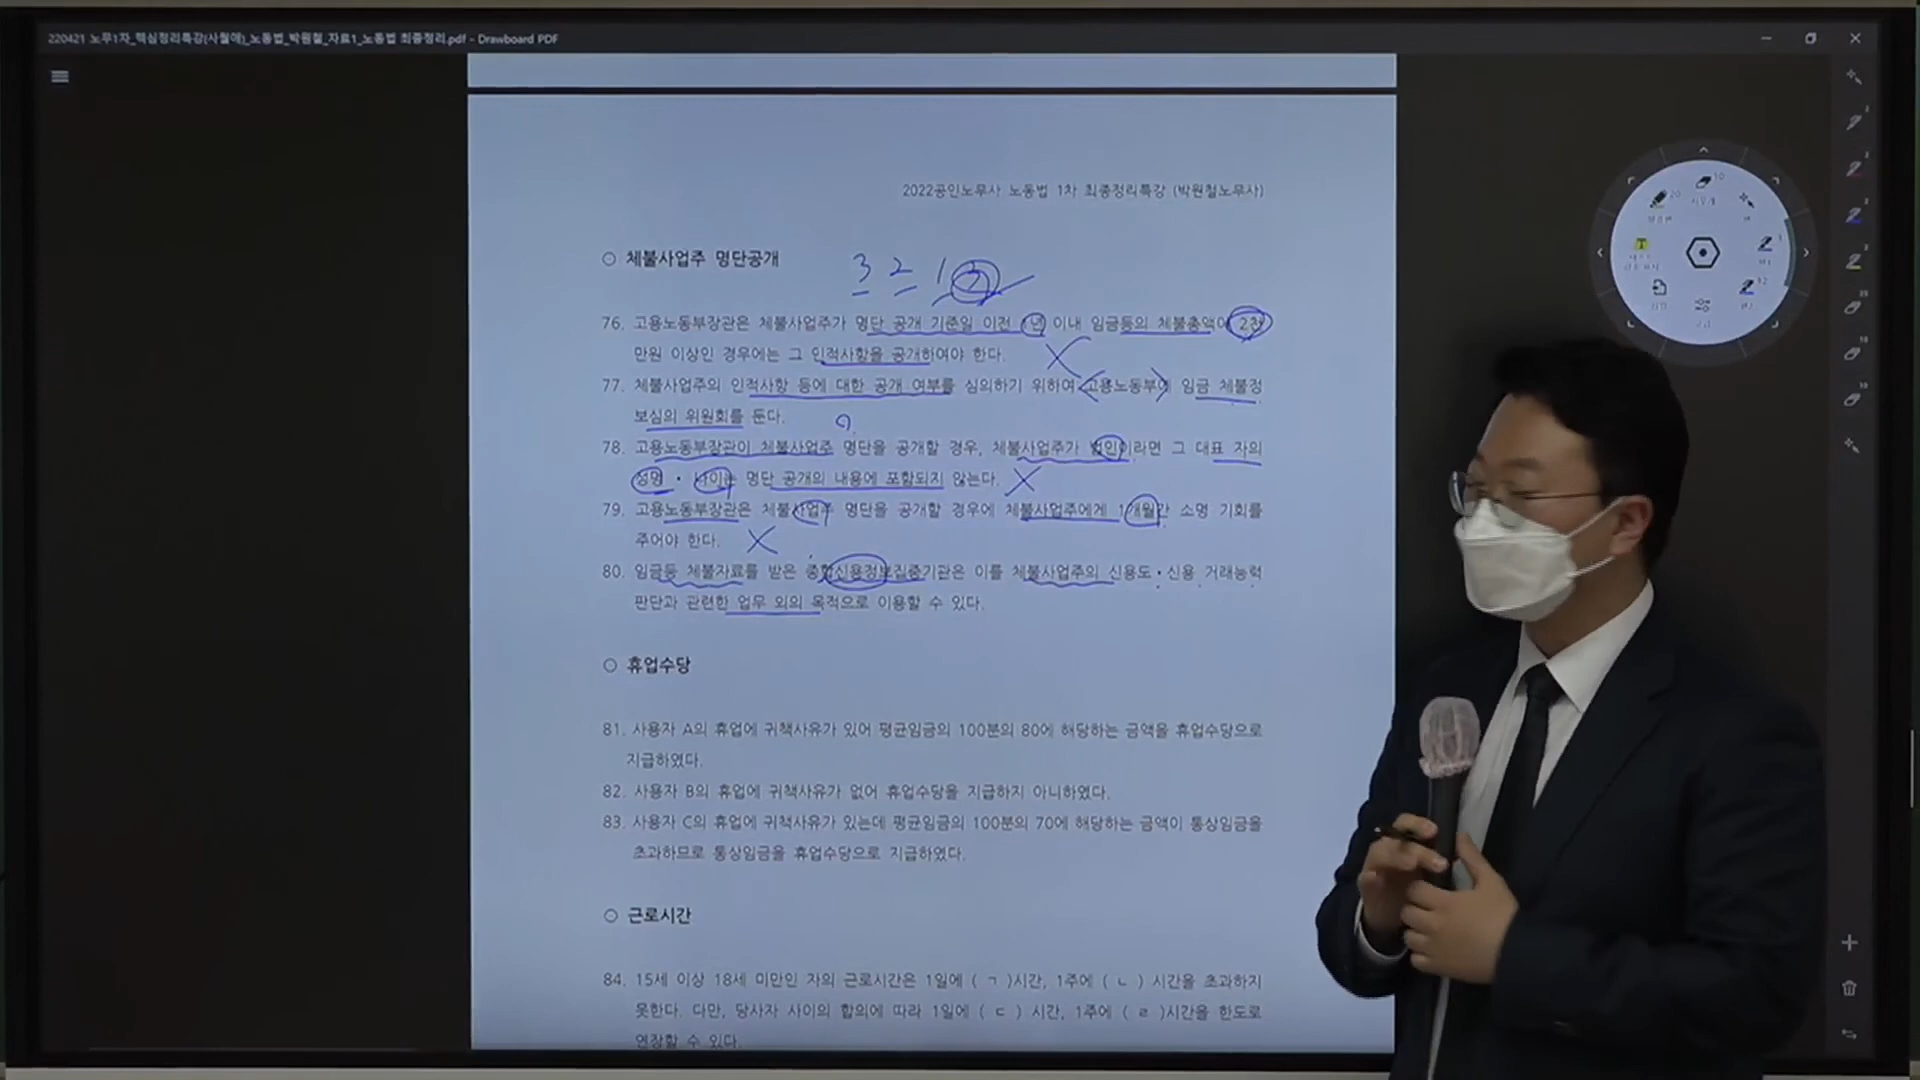 220421 노무1차_핵심정리특강(사월애)_노동법_박원철_자료1_노동법 최종정리.pdf - Drawboard PDF
2022공인노무사 노동법 1차 최종정리특강 (박원철노무사)
○ 체불사업주 명단공개
3 2 1 2
76. 고용노동부장관은 체불사업주가 명단 공개 기준일 이전 1년 이내 임금등의 체불총액이 2천
만원 이상인 경우에는 그 인적사항을 공개하여야 한다.
77. 체불사업주의 인적사항 등에 대한 공개 여부를 심의하기 위하여 고용노동부에 임금 체불정
보심의 위원회를 둔다.
78. 고용노동부장관이 체불사업주 명단을 공개할 경우, 체불사업주가 법인이라면 그 대표 자의
성명 · 나이는 명단 공개의 내용에 포함되지 않는다.
79. 고용노동부장관은 체불사업주 명단을 공개할 경우에 체불사업주에게 1개월간 소명 기회를
주어야 한다.
80. 임금등 체불자료를 받은 종합신용정보집중기관은 이를 체불사업주의 신용도·신용 거래능력
판단과 관련한 업무 외의 목적으로 이용할 수 있다.
○ 휴업수당
81. 사용자 A의 휴업에 귀책사유가 있어 평균임금의 100분의 80에 해당하는 금액을 휴업수당으로
지급하였다.
82. 사용자 B의 휴업에 귀책사유가 없어 휴업수당을 지급하지 아니하였다.
83. 사용자 C의 휴업에 귀책사유가 있는데 평균임금의 100분의 70에 해당하는 금액이 통상임금을
초과하므로 통상임금을 휴업수당으로 지급하였다.
○ 근로시간
84. 15세 이상 18세 미만인 자의 근로시간은 1일에 ( ㄱ )시간, 1주에 ( ㄴ ) 시간을 초과하지
못한다. 다만, 당사자 사이의 합의에 따라 1일에 ( ㄷ ) 시간, 1주에 ( ㄹ )시간을 한도로
연장할 수 있다.